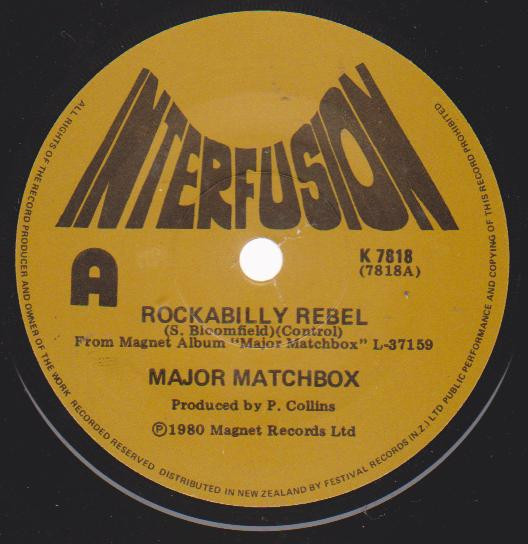 INTERFUSION
A
K 7818
(7818A)
ROCKABILLY REBEL
(S. Bloomfield)(Control)
From Magnet Album "Major Matchbox" L-37159
MAJOR MATCHBOX
Produced by P. Collins
Ⓟ1980 Magnet Records Ltd
ALL RIGHTS OF THE RECORD PRODUCER AND OWNER OF THE WORK RECORDED RESERVED DISTRIBUTED IN NEW ZEALAND BY FESTIVAL RECORDS (N.Z.) LTD PUBLIC PERFORMANCE AND COPYING OF THIS RECORD PROHIBITED